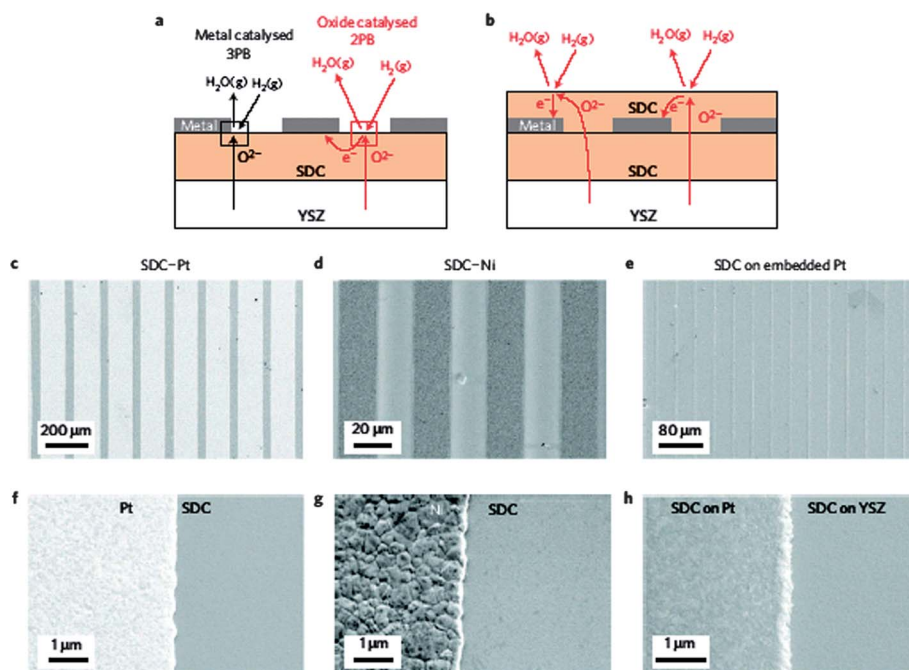 a
Metal catalysed
3PB
H₂O(g)
H₂(g)
Oxide catalysed
2PB
H₂O(g)
H₂(g)
Metal
O²⁻
e⁻
O²⁻
SDC
YSZ
b
H₂O(g)
H₂(g)
H₂O(g)
H₂(g)
e⁻
O²⁻
e⁻
SDC
O²⁻
Metal
SDC
YSZ
c
SDC–Pt
200 µm
d
SDC–Ni
20 µm
e
SDC on embedded Pt
80 µm
f
Pt
SDC
1 µm
g
Ni
SDC
1 µm
h
SDC on Pt
SDC on YSZ
1 µm